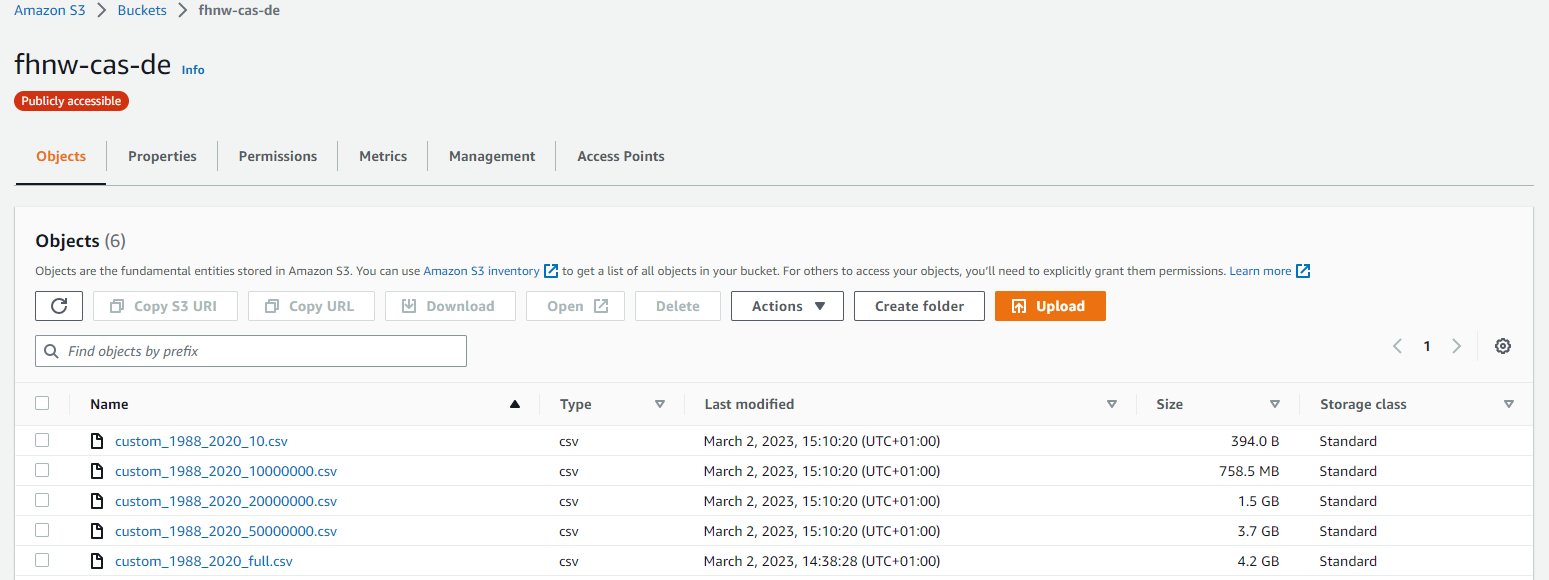 Amazon S3 > Buckets > fhnw-cas-de
fhnw-cas-de Info
Publicly accessible
Objects Properties Permissions Metrics Management Access Points
Objects (6)
Objects are the fundamental entities stored in Amazon S3. You can use Amazon S3 inventory to get a list of all objects in your bucket. For others to access your objects, you'll need to explicitly grant them permissions. Learn more
Copy S3 URI Copy URL Download Open Delete Actions Create folder Upload
Find objects by prefix
1
Name Type Last modified Size Storage class
custom_1988_2020_10.csv csv March 2, 2023, 15:10:20 (UTC+01:00) 394.0 B Standard
custom_1988_2020_10000000.csv csv March 2, 2023, 15:10:20 (UTC+01:00) 758.5 MB Standard
custom_1988_2020_20000000.csv csv March 2, 2023, 15:10:20 (UTC+01:00) 1.5 GB Standard
custom_1988_2020_50000000.csv csv March 2, 2023, 15:10:20 (UTC+01:00) 3.7 GB Standard
custom_1988_2020_full.csv csv March 2, 2023, 14:38:28 (UTC+01:00) 4.2 GB Standard